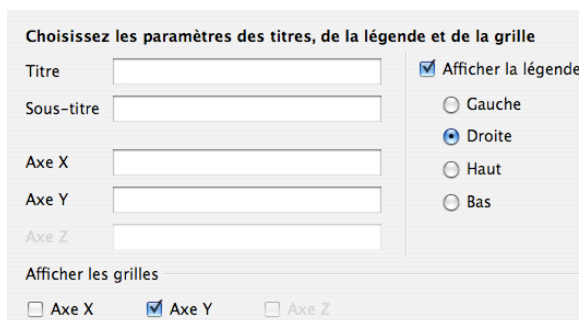 Choisissez les paramètres des titres, de la légende et de la grille
Titre
Sous-titre
Axe X
Axe Y
Axe Z
Afficher la légende
Gauche
Droite
Haut
Bas
Afficher les grilles
Axe X Axe Y Axe Z